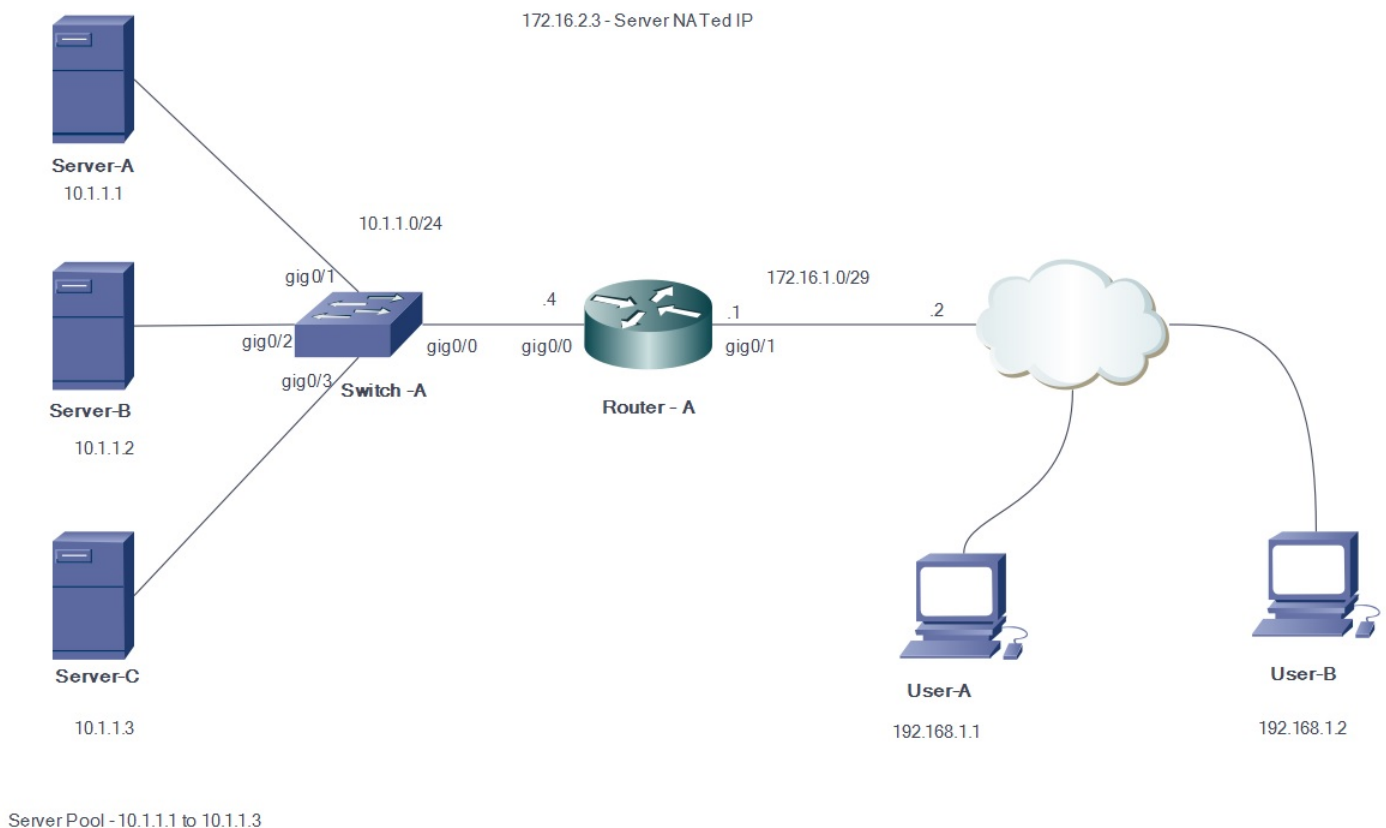 172.16.2.3 - Server NATed IP
Server-A
10.1.1.1
10.1.1.0/24
gig0/1
172.16.1.0/29
.4
.1
.2
gig0/2
gig0/0
gig0/0
gig0/1
gig0/3
Switch -A
Server-B
Router - A
10.1.1.2
Server-C
User-B
User-A
10.1.1.3
192.168.1.1
192.168.1.2
Server Pool - 10.1.1.1 to 10.1.1.3